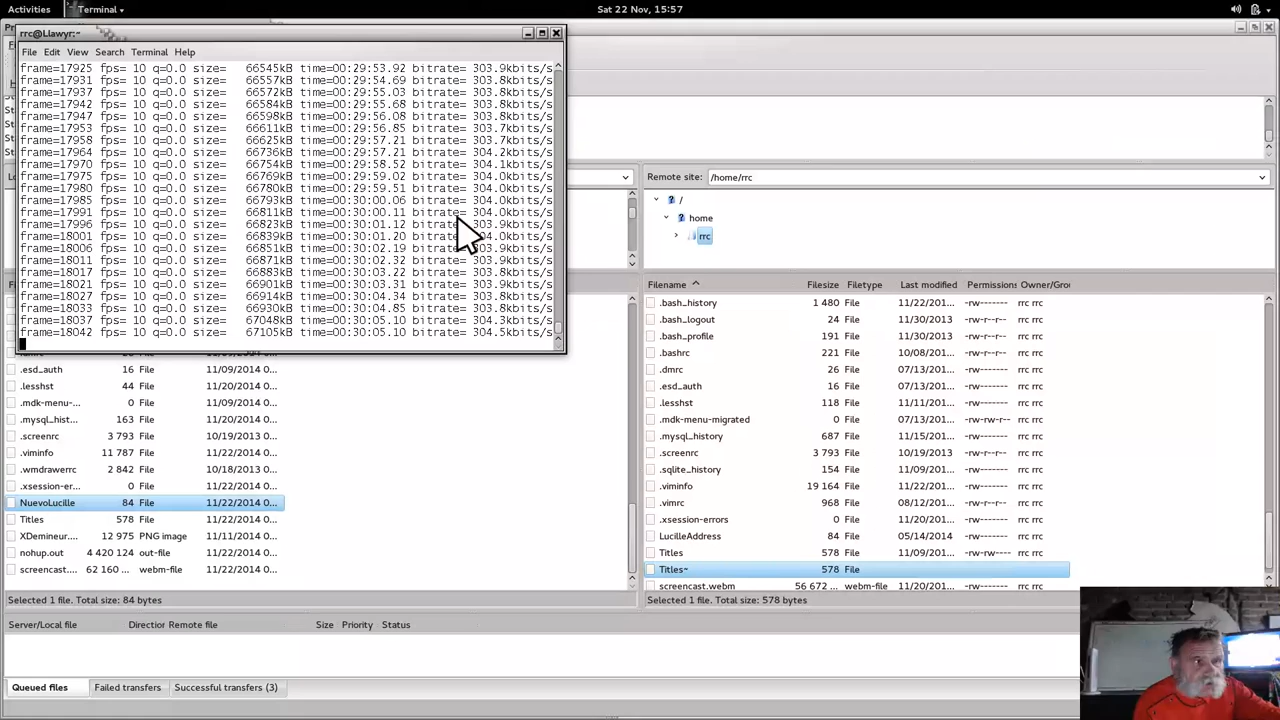 Activities Terminal Sat 22 Nov, 15:57
rrc@Llawyr:~
File Edit View Search Terminal Help
frame=17925 fps= 10 q=0.0 size= 66545kB time=00:29:53.92 bitrate= 303.9kbits/s
frame=17931 fps= 10 q=0.0 size= 66557kB time=00:29:54.69 bitrate= 303.8kbits/s
frame=17937 fps= 10 q=0.0 size= 66572kB time=00:29:55.03 bitrate= 303.8kbits/s
frame=17942 fps= 10 q=0.0 size= 66584kB time=00:29:55.68 bitrate= 303.8kbits/s
frame=17947 fps= 10 q=0.0 size= 66598kB time=00:29:56.08 bitrate= 303.8kbits/s
frame=17953 fps= 10 q=0.0 size= 66611kB time=00:29:56.85 bitrate= 303.7kbits/s
frame=17958 fps= 10 q=0.0 size= 66625kB time=00:29:57.21 bitrate= 303.7kbits/s
frame=17964 fps= 10 q=0.0 size= 66736kB time=00:29:57.21 bitrate= 304.2kbits/s
frame=17970 fps= 10 q=0.0 size= 66754kB time=00:29:58.52 bitrate= 304.1kbits/s
frame=17975 fps= 10 q=0.0 size= 66769kB time=00:29:59.02 bitrate= 304.0kbits/s
frame=17980 fps= 10 q=0.0 size= 66780kB time=00:29:59.51 bitrate= 304.0kbits/s
frame=17985 fps= 10 q=0.0 size= 66793kB time=00:30:00.06 bitrate= 304.0kbits/s
frame=17991 fps= 10 q=0.0 size= 66811kB time=00:30:00.11 bitrate= 304.0kbits/s
frame=17996 fps= 10 q=0.0 size= 66823kB time=00:30:01.12 bitrate= 303.9kbits/s
frame=18001 fps= 10 q=0.0 size= 66839kB time=00:30:01.20 bitrate= 304.0kbits/s
frame=18006 fps= 10 q=0.0 size= 66851kB time=00:30:02.19 bitrate= 303.9kbits/s
frame=18011 fps= 10 q=0.0 size= 66871kB time=00:30:02.32 bitrate= 303.9kbits/s
frame=18017 fps= 10 q=0.0 size= 66883kB time=00:30:03.22 bitrate= 303.8kbits/s
frame=18021 fps= 10 q=0.0 size= 66901kB time=00:30:03.31 bitrate= 303.9kbits/s
frame=18027 fps= 10 q=0.0 size= 66914kB time=00:30:04.34 bitrate= 303.8kbits/s
frame=18033 fps= 10 q=0.0 size= 66930kB time=00:30:04.85 bitrate= 303.8kbits/s
frame=18037 fps= 10 q=0.0 size= 67048kB time=00:30:05.10 bitrate= 304.3kbits/s
frame=18042 fps= 10 q=0.0 size= 67105kB time=00:30:05.10 bitrate= 304.5kbits/s
Remote site: /home/rrc
/
home
rrc
.esd_auth 16 File 11/09/2014 0...
.lesshst 44 File 11/20/2014 0...
.mdk-menu-... 0 File 11/09/2014 0...
.mysql_hist... 163 File 11/20/2014 0...
.screenrc 3 793 File 10/19/2013 0...
.viminfo 11 787 File 11/22/2014 0...
.wmdrawerrc 2 842 File 10/18/2013 0...
.xsession-er... 0 File 11/22/2014 0...
NuevoLucille 84 File 11/22/2014 0...
Titles 578 File 11/22/2014 0...
XDemineur... 12 975 PNG image 11/11/2014 0...
nohup.out 4 420 124 out-file 11/22/2014 0...
screencast.... 62 160 ... webm-file 11/22/2014 0...
Selected 1 file. Total size: 84 bytes
Filename Filesize Filetype Last modified Permissions Owner/Grou
.bash_history 1 480 File 11/22/201... -rw------- rrc rrc
.bash_logout 24 File 11/30/2013 -rw-r--r-- rrc rrc
.bash_profile 191 File 11/30/2013 -rw-r--r-- rrc rrc
.bashrc 221 File 10/08/201... -rw-r--r-- rrc rrc
.dmrc 26 File 07/13/201... -rw------- rrc rrc
.esd_auth 16 File 07/13/201... -rw------- rrc rrc
.lesshst 118 File 11/11/201... -rw------- rrc rrc
.mdk-menu-migrated 0 File 07/13/201... -rw-rw-r-- rrc rrc
.mysql_history 687 File 11/15/201... -rw------- rrc rrc
.screenrc 3 793 File 10/19/2013 -rw-r--r-- rrc rrc
.sqlite_history 154 File 11/09/201... -rw------- rrc rrc
.viminfo 19 164 File 11/22/201... -rw------- rrc rrc
.vimrc 968 File 08/12/201... -rw-r--r-- rrc rrc
.xsession-errors 0 File 11/20/201... -rw------- rrc rrc
LucilleAddress 84 File 05/14/2014 -rw------- rrc rrc
Titles 578 File 11/09/201... -rw-rw---- rrc rrc
Titles~ 578 File
screencast.webm 56 672 ... webm-file 11/20/201... -rw------- rrc rrc
Selected 1 file. Total size: 578 bytes
Server/Local file Direction Remote file Size Priority Status
Queued files Failed transfers Successful transfers (3)